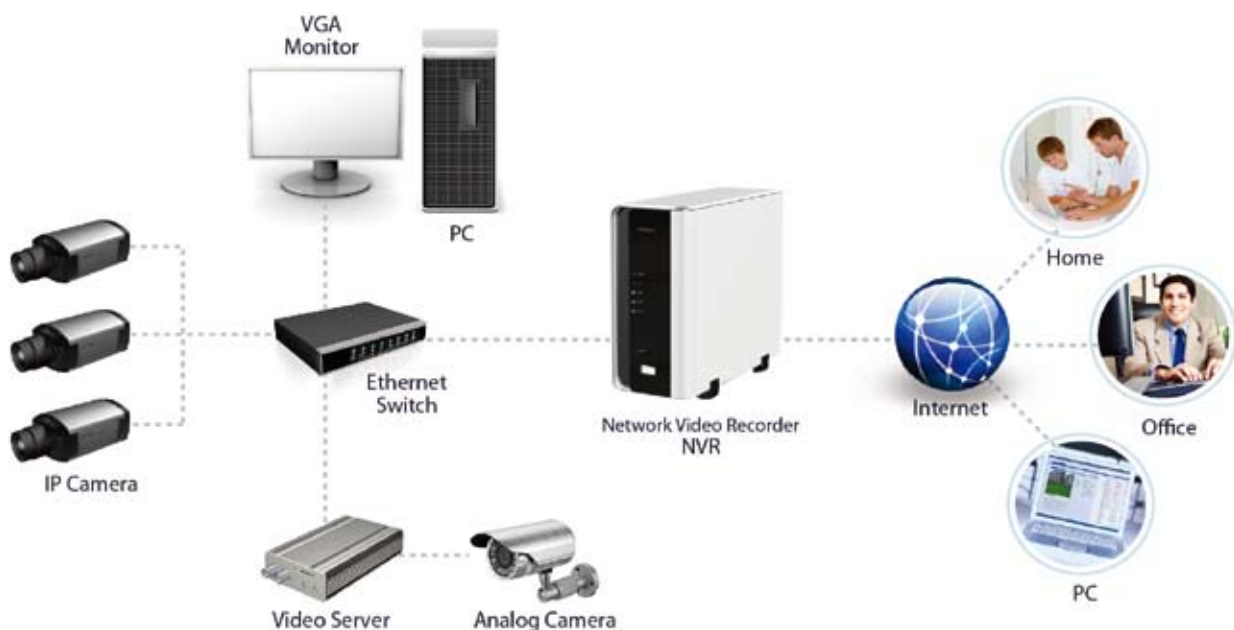 VGA
Monitor
PC
Home
IP Camera
Ethernet
Switch
Network Video Recorder
NVR
Internet
Office
Video Server
Analog Camera
PC